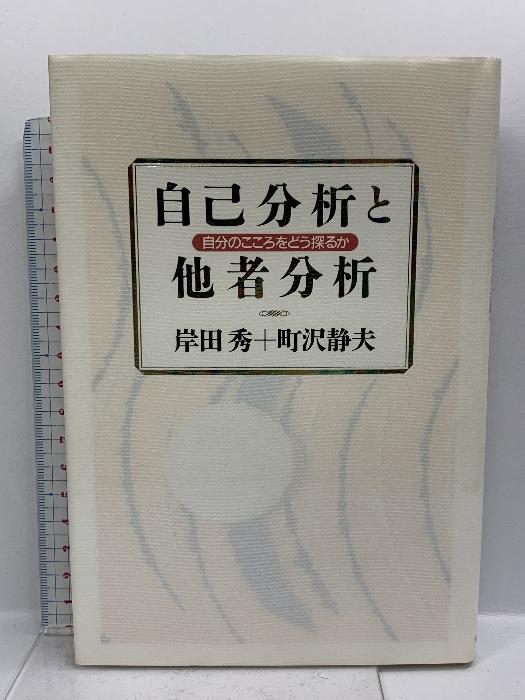 自己分析と
自分のこころをどう探るか
他者分析
岸田秀＋町沢静夫